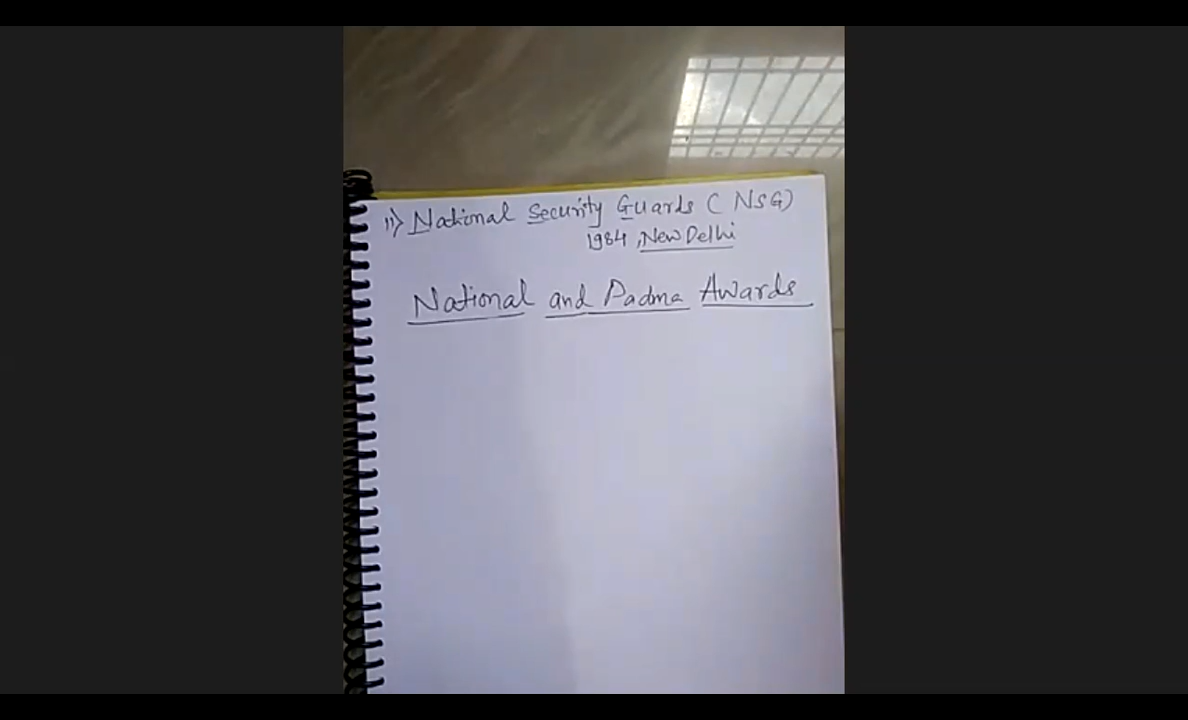 11) National Security Guards (NSG)
1984, New Delhi
National and Padma Awards